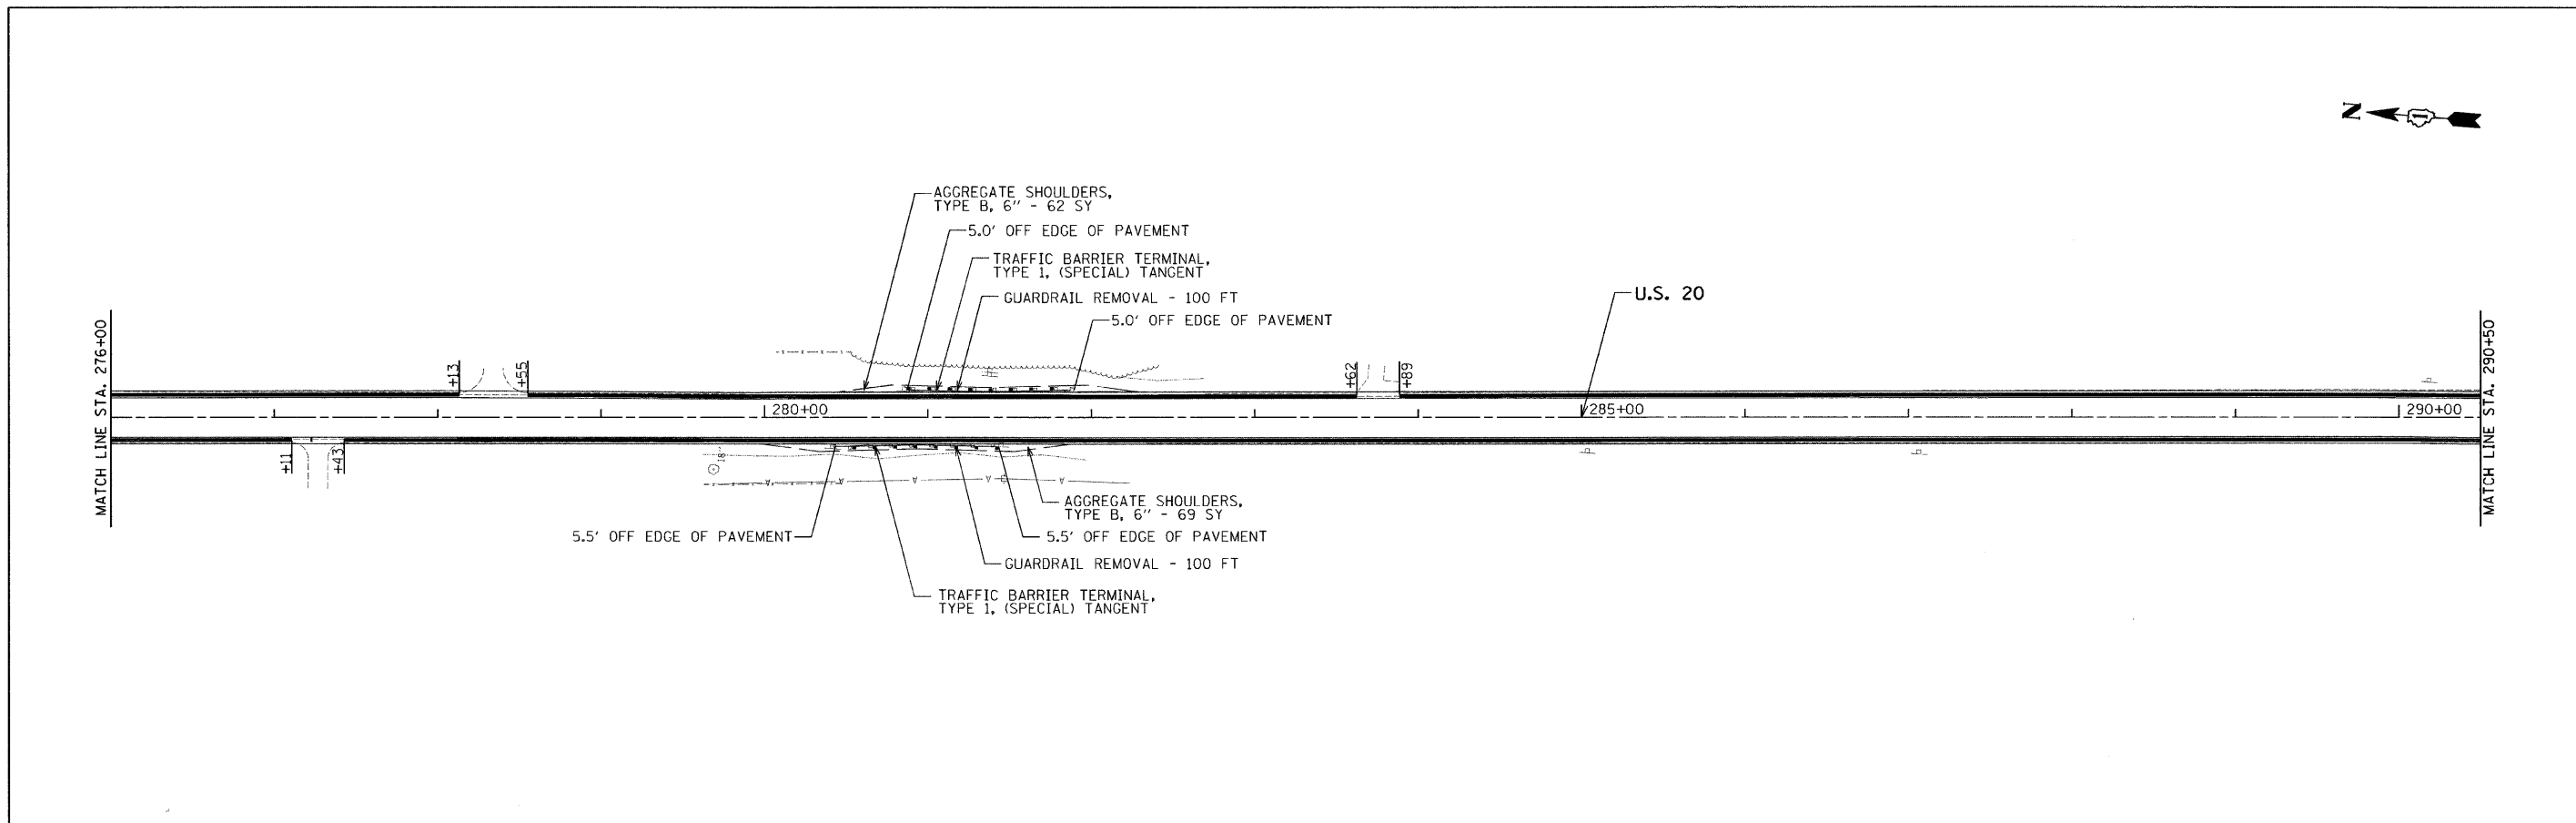 N
AGGREGATE SHOULDERS,
TYPE B, 6" - 62 SY
5.0' OFF EDGE OF PAVEMENT
TRAFFIC BARRIER TERMINAL,
TYPE 1, (SPECIAL) TANGENT
GUARDRAIL REMOVAL - 100 FT
5.0' OFF EDGE OF PAVEMENT
U.S. 20
MATCH LINE STA. 276+00
+13
+55
+62
+89
MATCH LINE STA. 290+50
280+00
285+00
290+00
+11
+43
18"
AGGREGATE SHOULDERS,
TYPE B, 6" - 69 SY
5.5' OFF EDGE OF PAVEMENT
5.5' OFF EDGE OF PAVEMENT
GUARDRAIL REMOVAL - 100 FT
TRAFFIC BARRIER TERMINAL,
TYPE 1, (SPECIAL) TANGENT